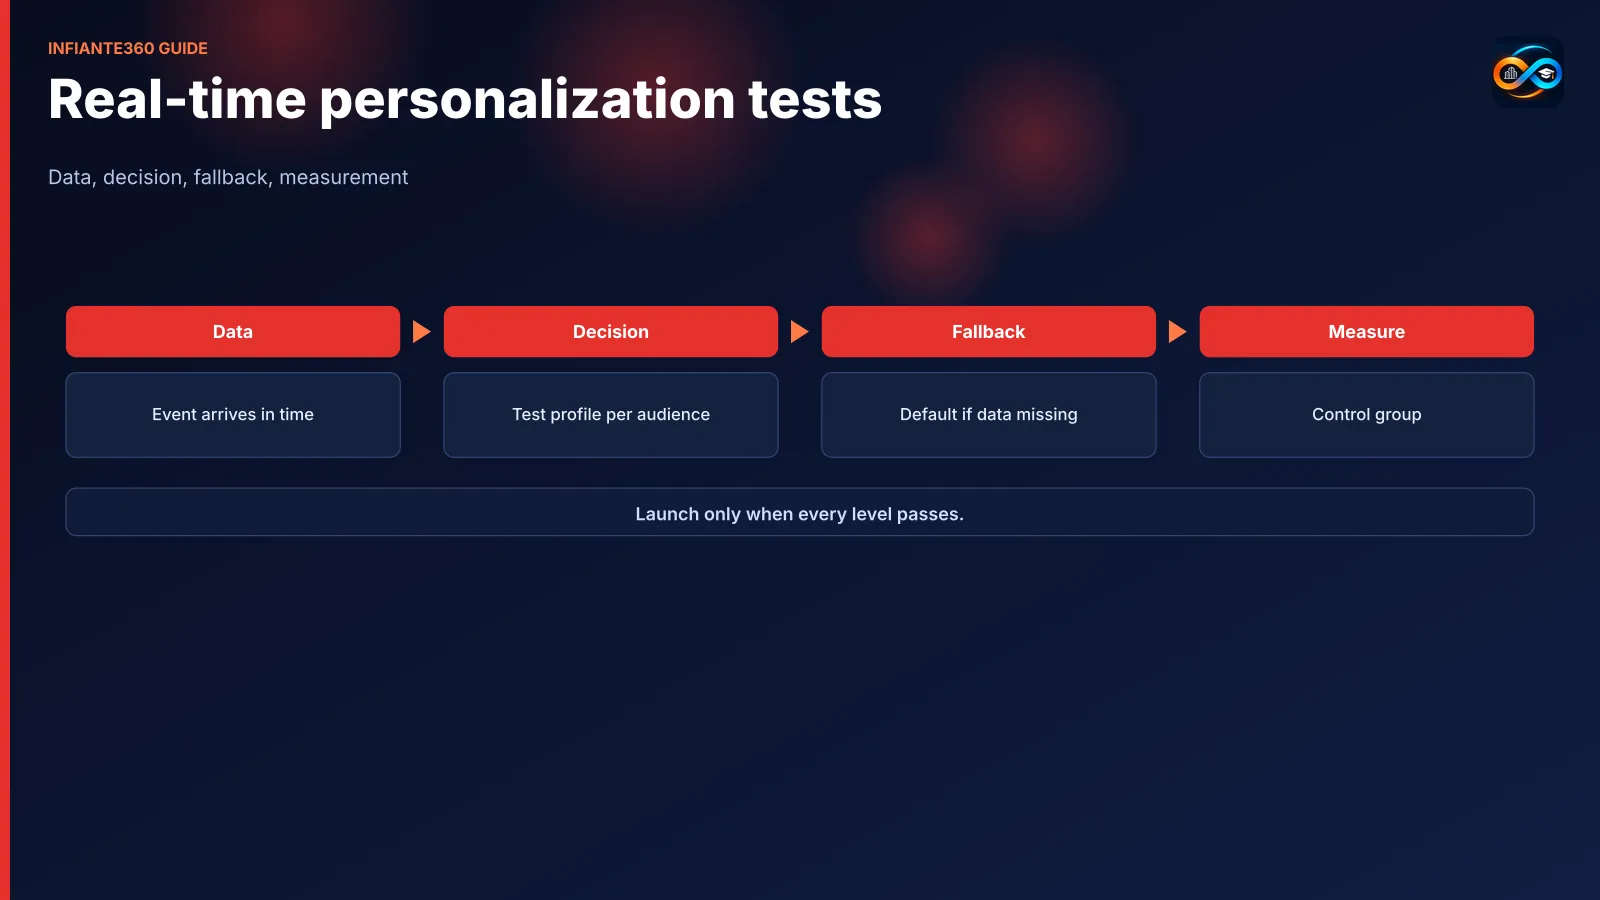 INFIANTE360 GUIDE
Real-time personalization tests
Data, decision, fallback, measurement
Data
Decision
Fallback
Measure
Event arrives in time
Test profile per audience
Default if data missing
Control group
Launch only when every level passes.